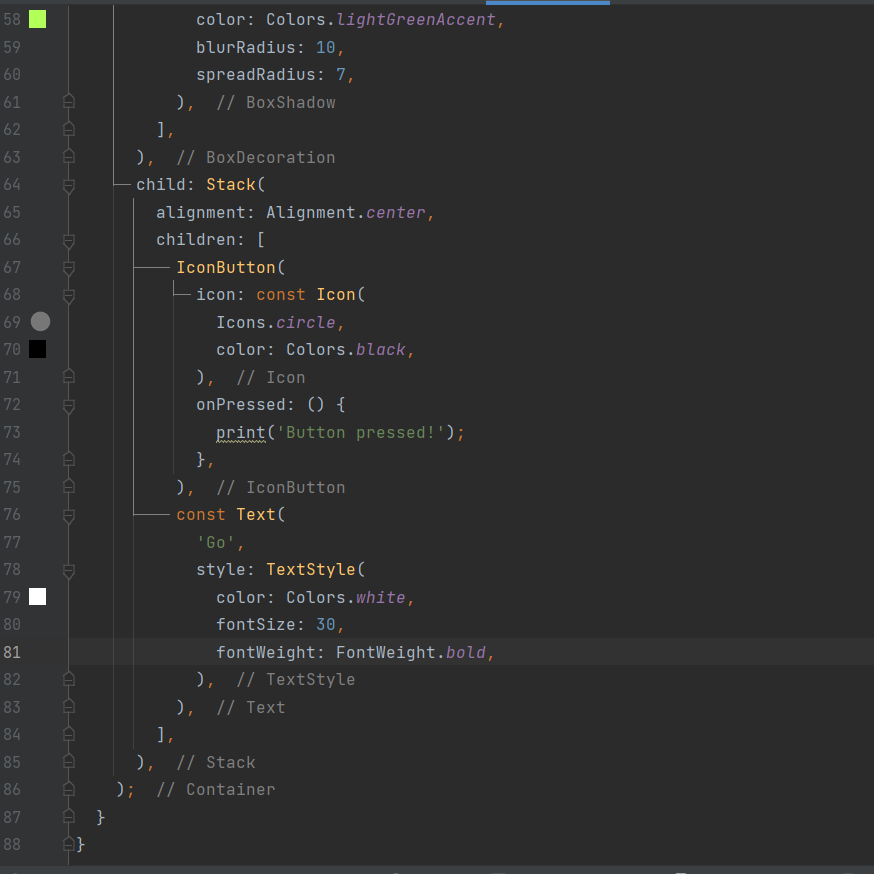 58 color: Colors.lightGreenAccent,
59 blurRadius: 10,
60 spreadRadius: 7,
61 ), // BoxShadow
62 ],
63 ), // BoxDecoration
64 child: Stack(
65 alignment: Alignment.center,
66 children: [
67 IconButton(
68 icon: const Icon(
69 Icons.circle,
70 color: Colors.black,
71 ), // Icon
72 onPressed: () {
73 print('Button pressed!');
74 },
75 ), // IconButton
76 const Text(
77 'Go',
78 style: TextStyle(
79 color: Colors.white,
80 fontSize: 30,
81 fontWeight: FontWeight.bold,
82 ), // TextStyle
83 ), // Text
84 ],
85 ), // Stack
86 ); // Container
87 }
88 }